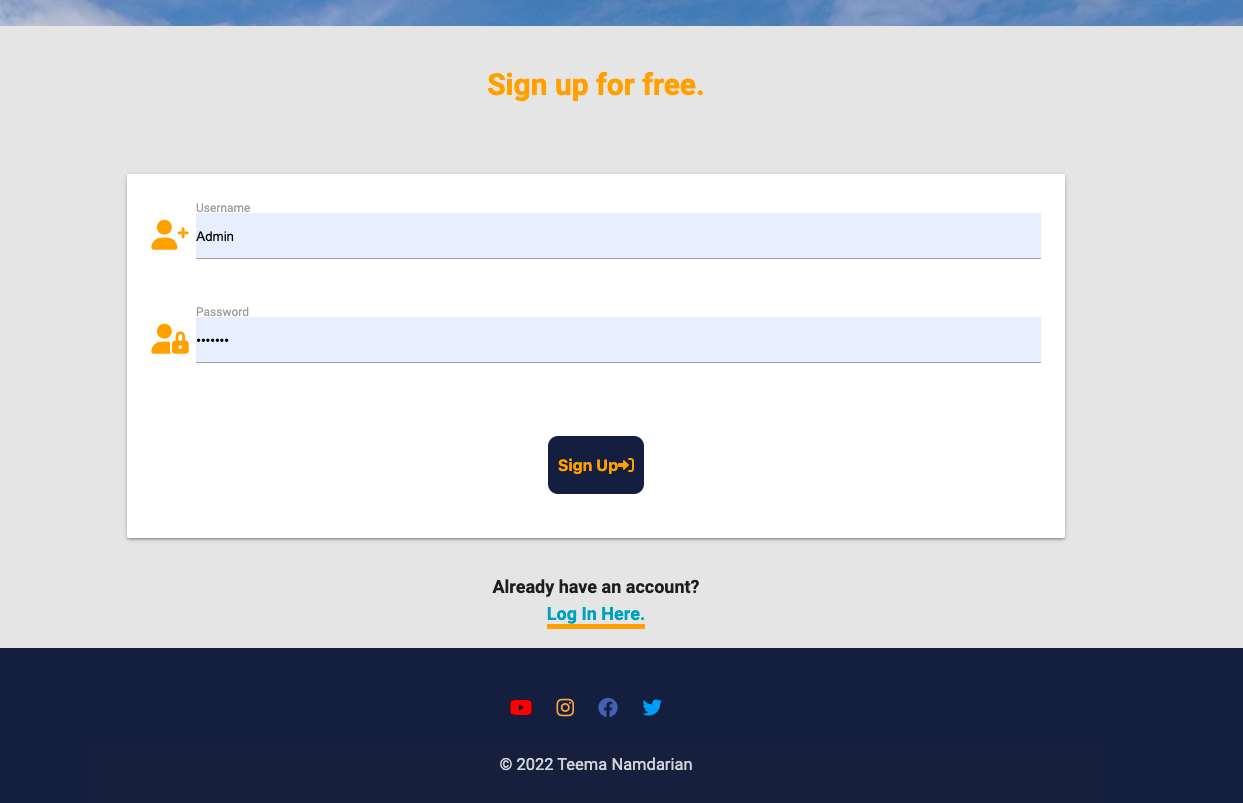 Sign up for free.
Username
Admin
Password
•••••••
Sign Up
Already have an account?
Log In Here.
© 2022 Teema Namdarian